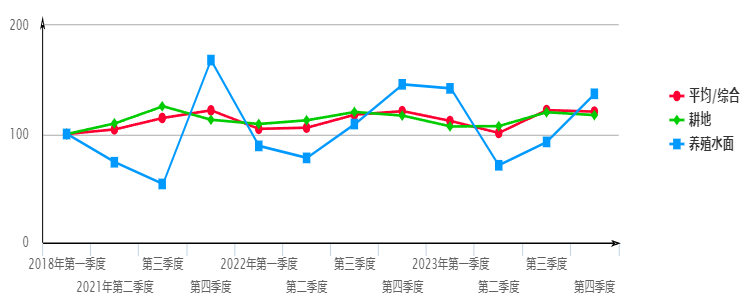 200
平均/综合
耕地
100
养殖水面
0
2018年第一季度 第三季度 2022年第一季度 第三季度 2023年第一季度 第三季度
2021年第二季度 第四季度 第二季度 第四季度 第二季度 第四季度